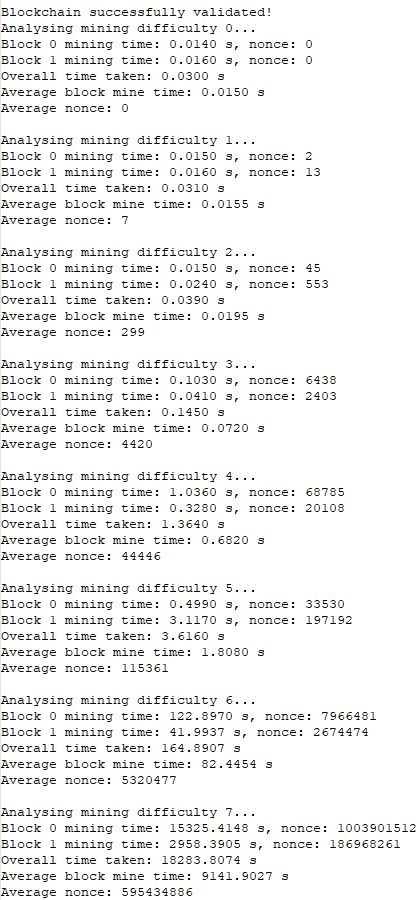 Blockchain successfully validated!
Analysing mining difficulty 0...
Block 0 mining time: 0.0140 s, nonce: 0
Block 1 mining time: 0.0160 s, nonce: 0
Overall time taken: 0.0300 s
Average block mine time: 0.0150 s
Average nonce: 0

Analysing mining difficulty 1...
Block 0 mining time: 0.0150 s, nonce: 2
Block 1 mining time: 0.0160 s, nonce: 13
Overall time taken: 0.0310 s
Average block mine time: 0.0155 s
Average nonce: 7

Analysing mining difficulty 2...
Block 0 mining time: 0.0150 s, nonce: 45
Block 1 mining time: 0.0240 s, nonce: 553
Overall time taken: 0.0390 s
Average block mine time: 0.0195 s
Average nonce: 299

Analysing mining difficulty 3...
Block 0 mining time: 0.1030 s, nonce: 6438
Block 1 mining time: 0.0410 s, nonce: 2403
Overall time taken: 0.1450 s
Average block mine time: 0.0720 s
Average nonce: 4420

Analysing mining difficulty 4...
Block 0 mining time: 1.0360 s, nonce: 68785
Block 1 mining time: 0.3280 s, nonce: 20108
Overall time taken: 1.3640 s
Average block mine time: 0.6820 s
Average nonce: 44446

Analysing mining difficulty 5...
Block 0 mining time: 0.4990 s, nonce: 33530
Block 1 mining time: 3.1170 s, nonce: 197192
Overall time taken: 3.6160 s
Average block mine time: 1.8080 s
Average nonce: 115361

Analysing mining difficulty 6...
Block 0 mining time: 122.8970 s, nonce: 7966481
Block 1 mining time: 41.9937 s, nonce: 2674474
Overall time taken: 164.8907 s
Average block mine time: 82.4454 s
Average nonce: 5320477

Analysing mining difficulty 7...
Block 0 mining time: 15325.4148 s, nonce: 1003901512
Block 1 mining time: 2958.3905 s, nonce: 186968261
Overall time taken: 18283.8074 s
Average block mine time: 9141.9027 s
Average nonce: 595434886